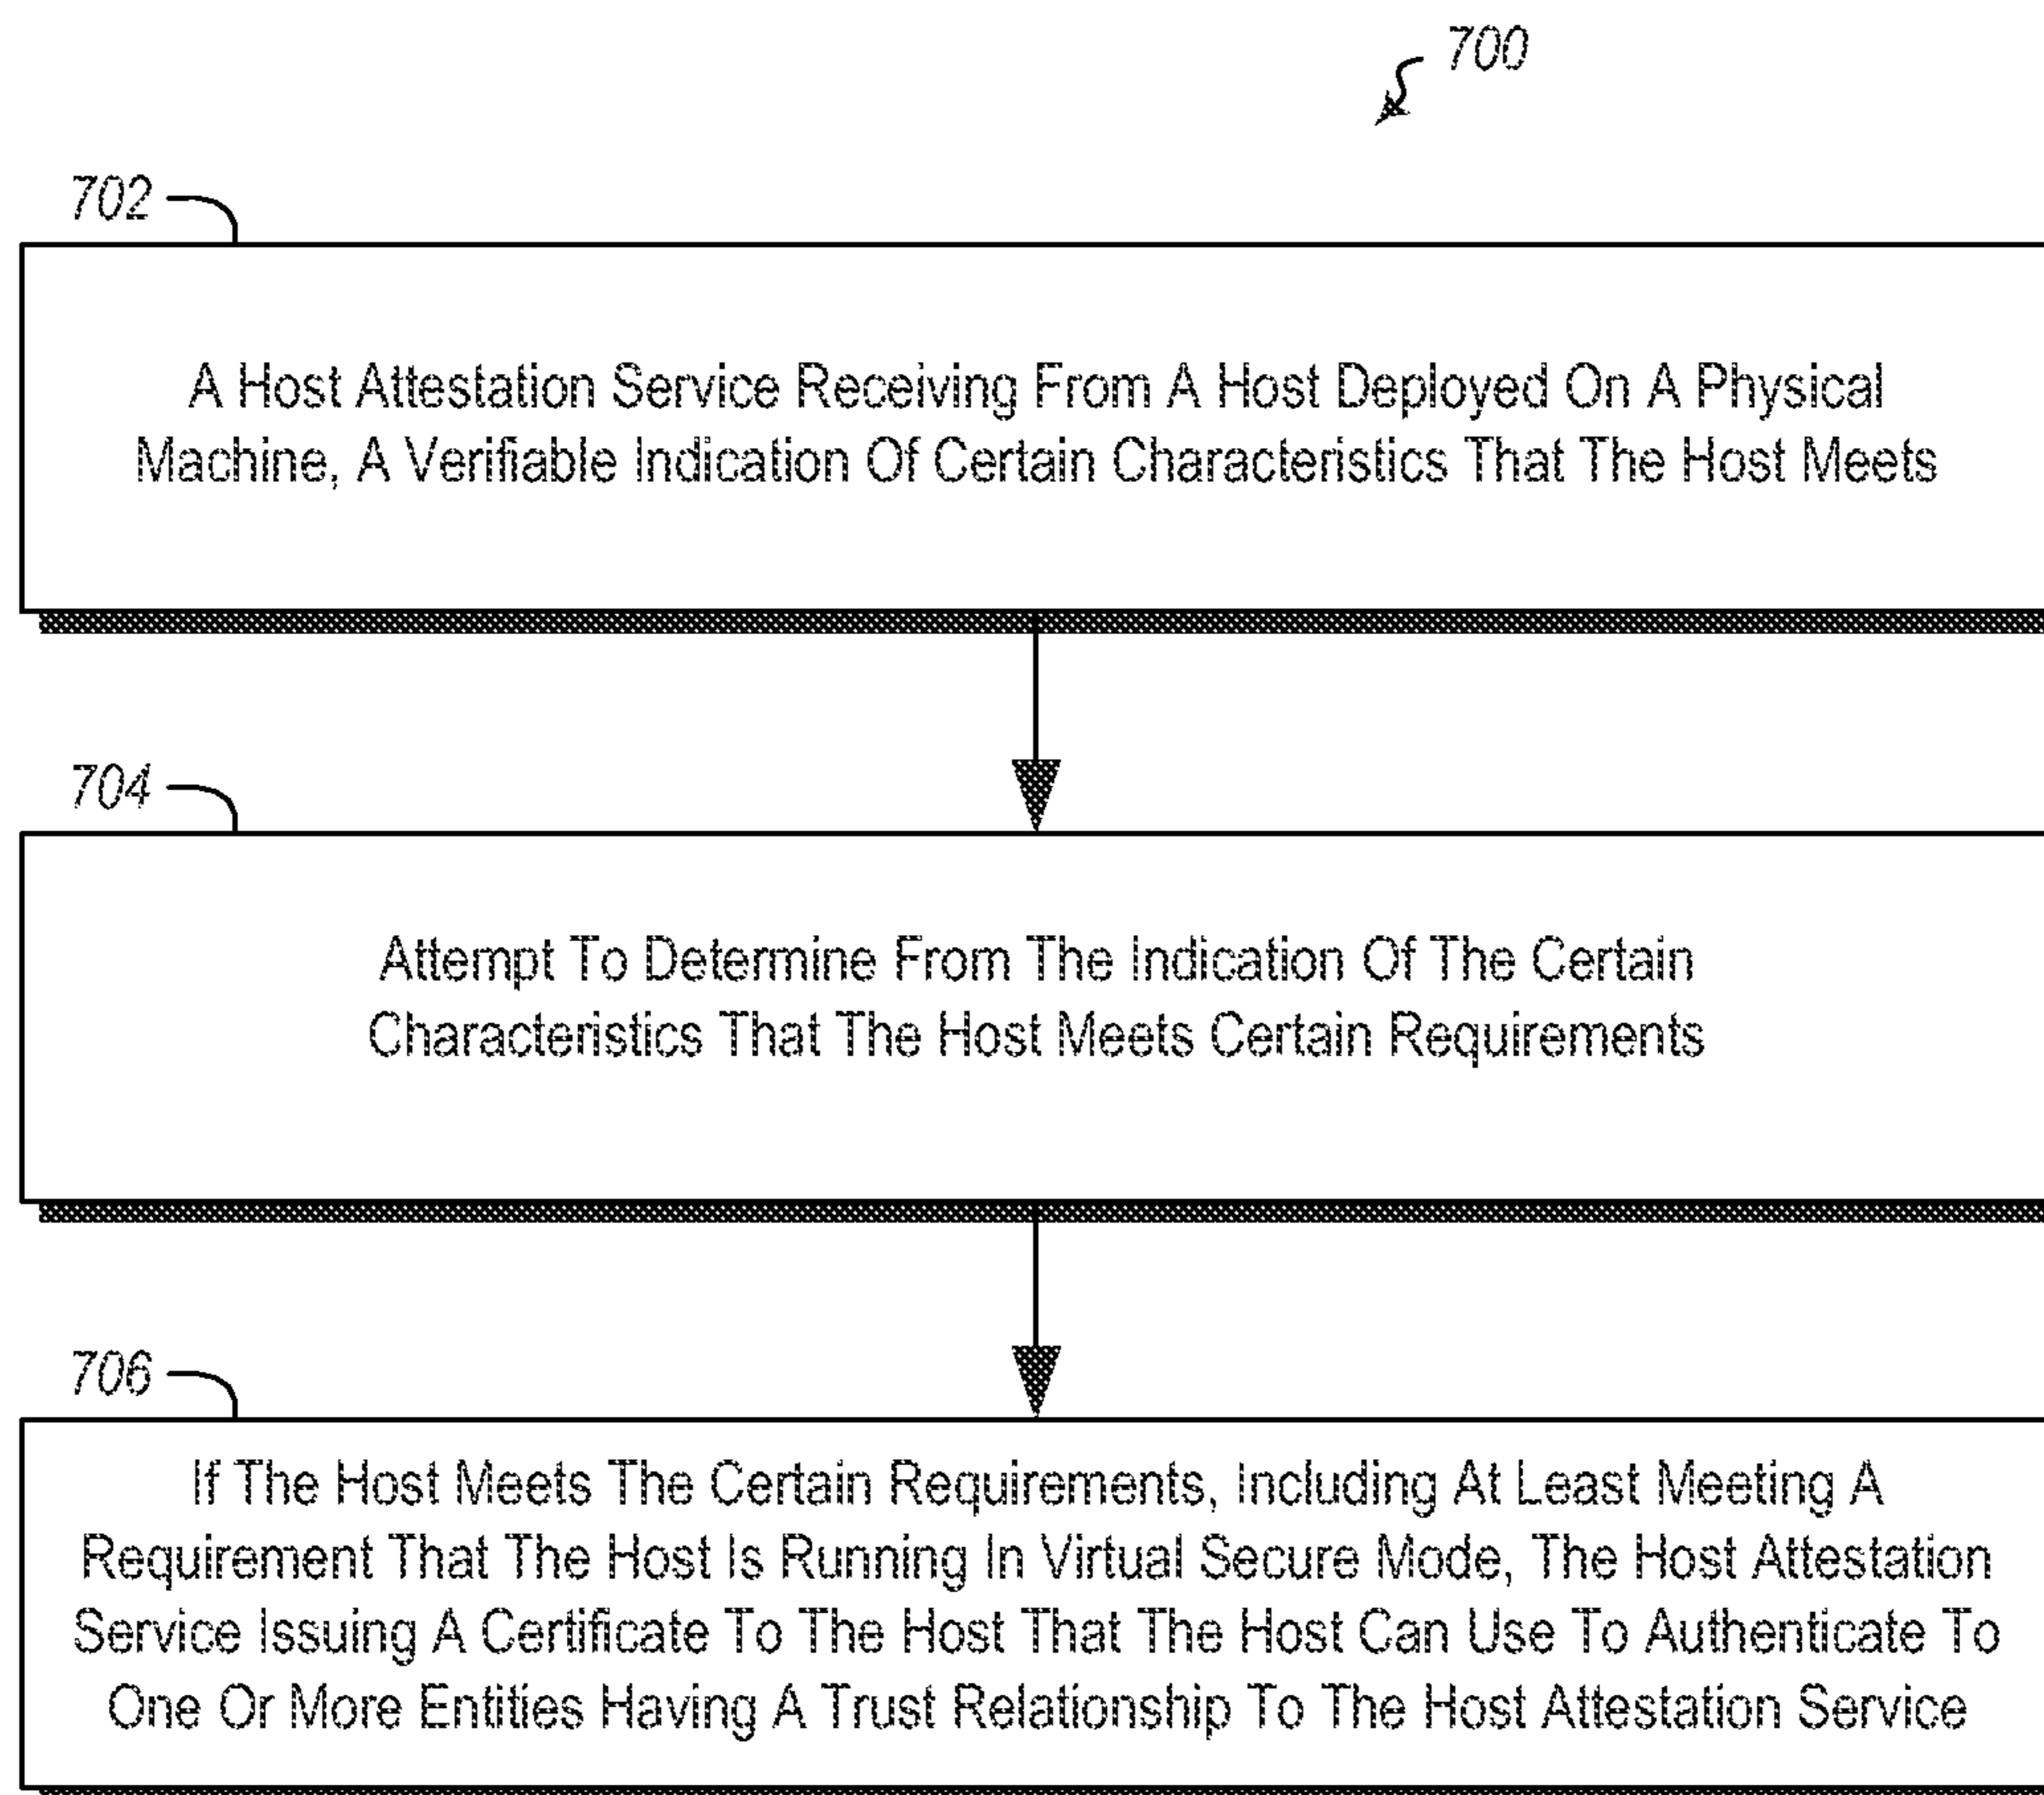 700
702
A Host Attestation Service Receiving From A Host Deployed On A Physical
Machine, A Verifiable Indication Of Certain Characteristics That The Host Meets
704
Attempt To Determine From The Indication Of The Certain
Characteristics That The Host Meets Certain Requirements
706
If The Host Meets The Certain Requirements, Including At Least Meeting A
Requirement That The Host Is Running In Virtual Secure Mode, The Host Attestation
Service Issuing A Certificate To The Host That The Host Can Use To Authenticate To
One Or More Entities Having A Trust Relationship To The Host Attestation Service